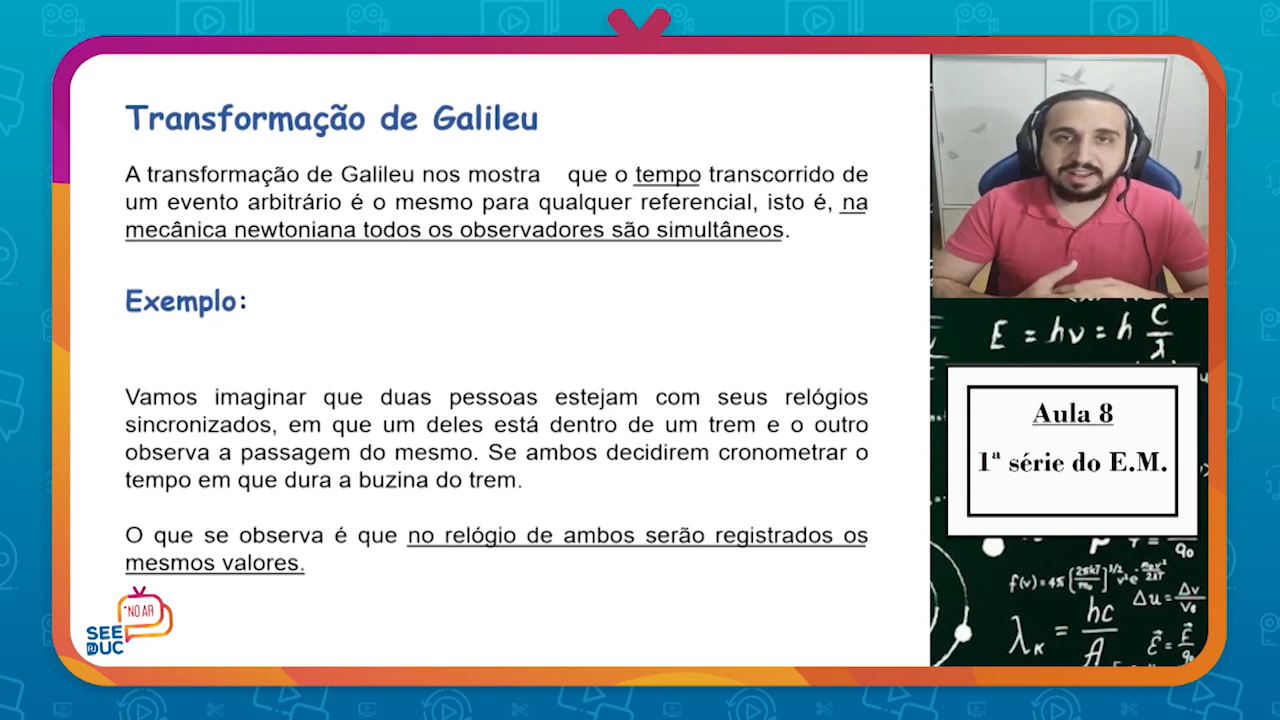 Transformação de Galileu
A transformação de Galileu nos mostra que o tempo transcorrido de
um evento arbitrário é o mesmo para qualquer referencial, isto é, na
mecânica newtoniana todos os observadores são simultâneos.
Exemplo:
Vamos imaginar que duas pessoas estejam com seus relógios
sincronizados, em que um deles está dentro de um trem e o outro
observa a passagem do mesmo. Se ambos decidirem cronometrar o
tempo em que dura a buzina do trem.
O que se observa é que no relógio de ambos serão registrados os
mesmos valores.
NO AR
SEE
RJ DUC
E = hν = h C/λ
Aula 8
1ª série do E.M.
λK = hc/A
Δu = Δv/